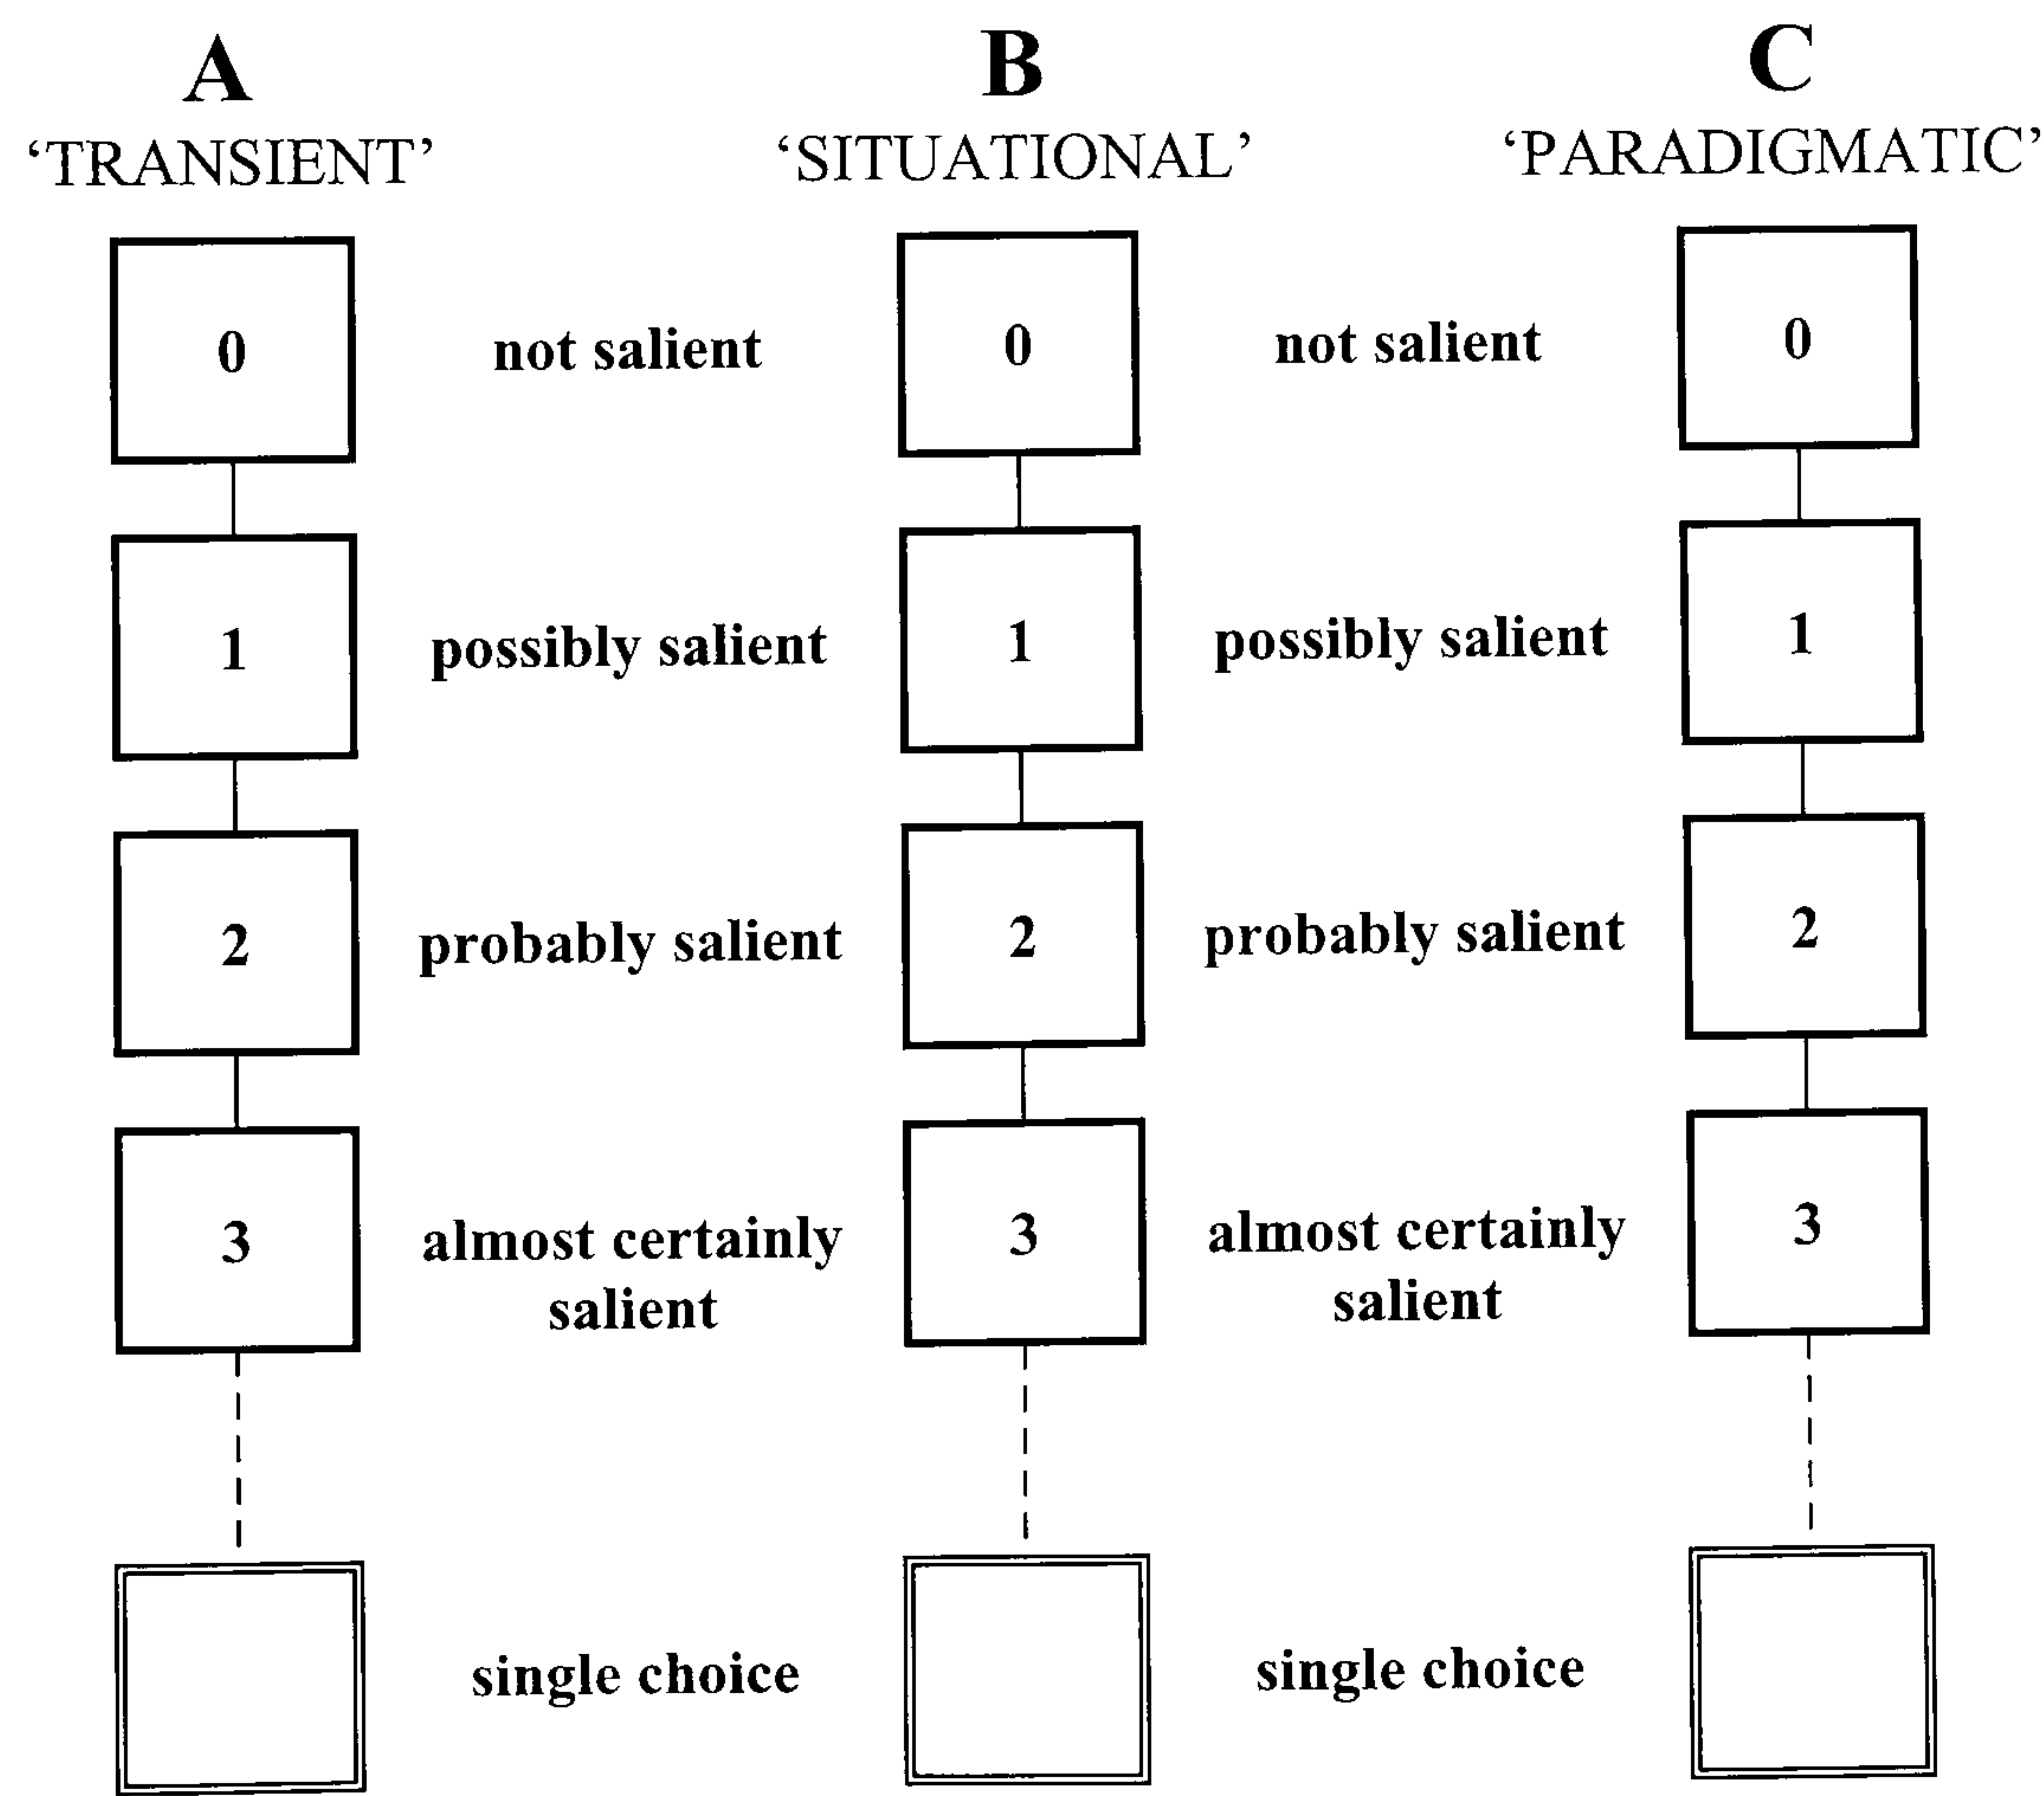 A B C
‘TRANSIENT’ ‘SITUATIONAL’ ‘PARADIGMATIC’
0 not salient 0 not salient 0
1 possibly salient 1 possibly salient 1
2 probably salient 2 probably salient 2
3 almost certainly 3 almost certainly 3
salient salient
single choice single choice